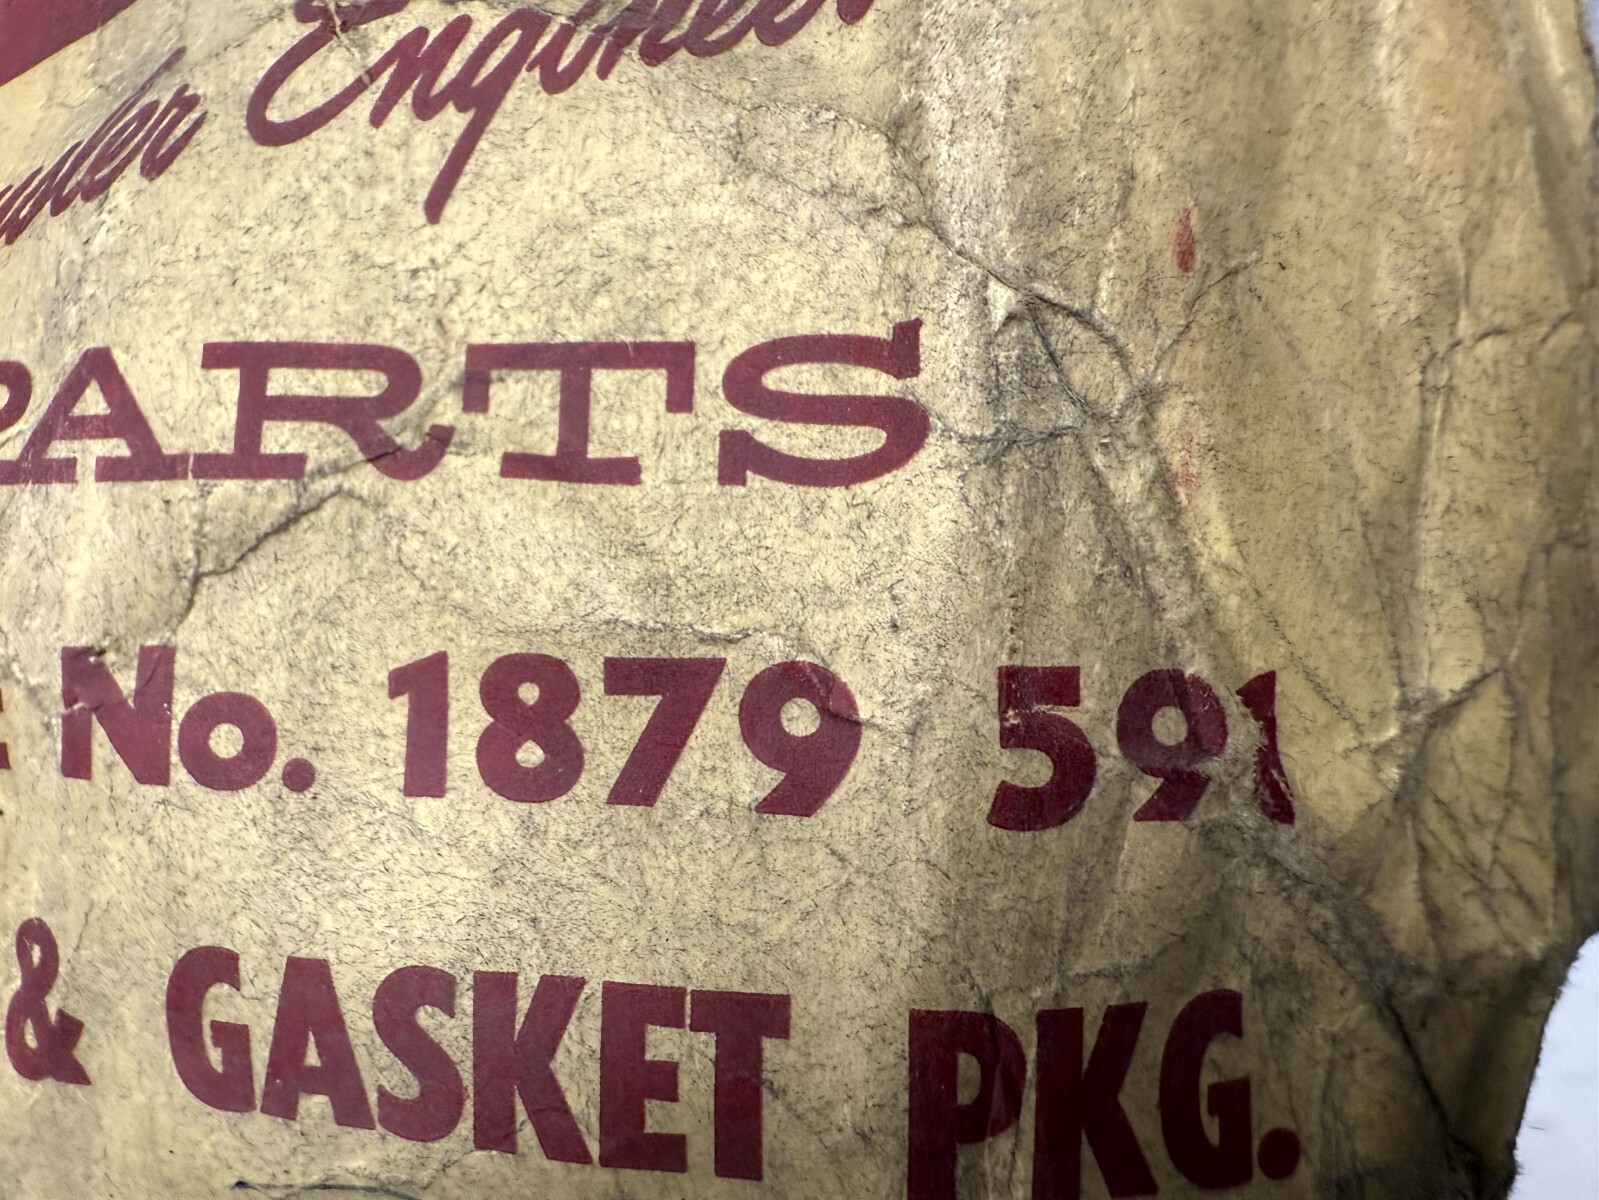 Engineer
PARTS
No. 1879 591
& GASKET PKG.